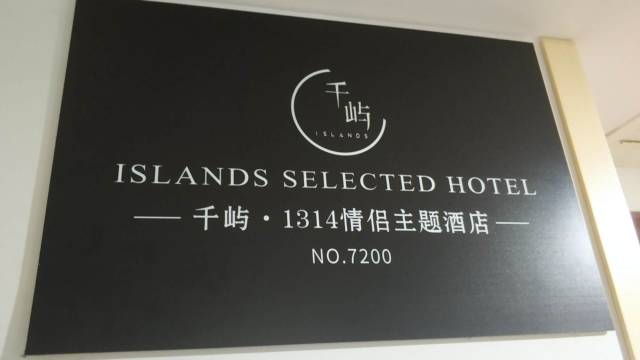 千屿
ISLANDS
ISLANDS SELECTED HOTEL
千屿·1314情侣主题酒店
NO.7200